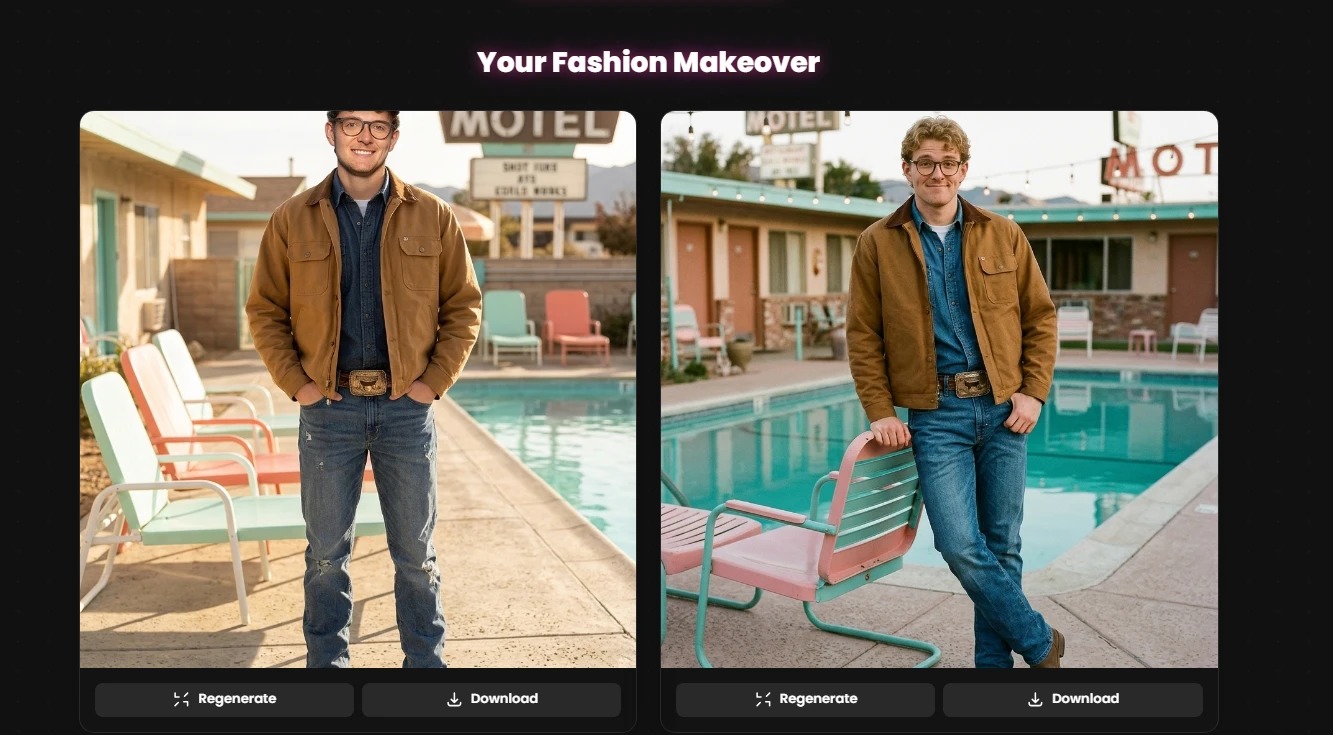 Your Fashion Makeover
MOTEL
MOTEL
MOT
Regenerate
Download
Regenerate
Download